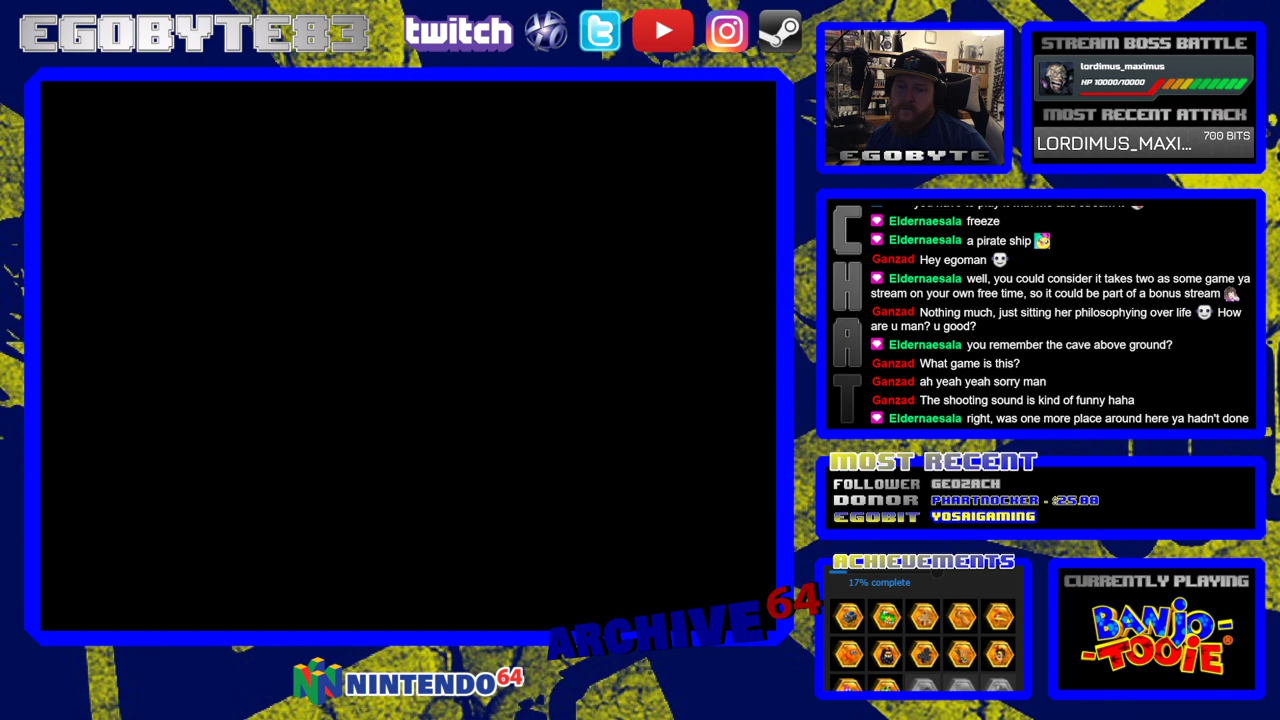 EGOBYTE83
twitch
EGOBYTE
STREAM BOSS BATTLE
lordimus_maximus
HP 10000/10000
MOST RECENT ATTACK
700 BITS
LORDIMUS_MAXI...
CHAT
Eldernaesala freeze
Eldernaesala a pirate ship
Ganzad Hey egoman
Eldernaesala well, you could consider it takes two as some game ya
stream on your own free time, so it could be part of a bonus stream
Ganzad Nothing much, just sitting her philosophying over life How
are u man? u good?
Eldernaesala you remember the cave above ground?
Ganzad What game is this?
Ganzad ah yeah yeah sorry man
Ganzad The shooting sound is kind of funny haha
Eldernaesala right, was one more place around here ya hadn't done
MOST RECENT
FOLLOWER GEOZACH
DONOR PHARTNOCKER -
EGOBIT YOSAIGAMING
ACHIEVEMENTS
17% complete
CURRENTLY PLAYING
BANJO-
-TOOIE
ARCHIVE 64
NINTENDO 64